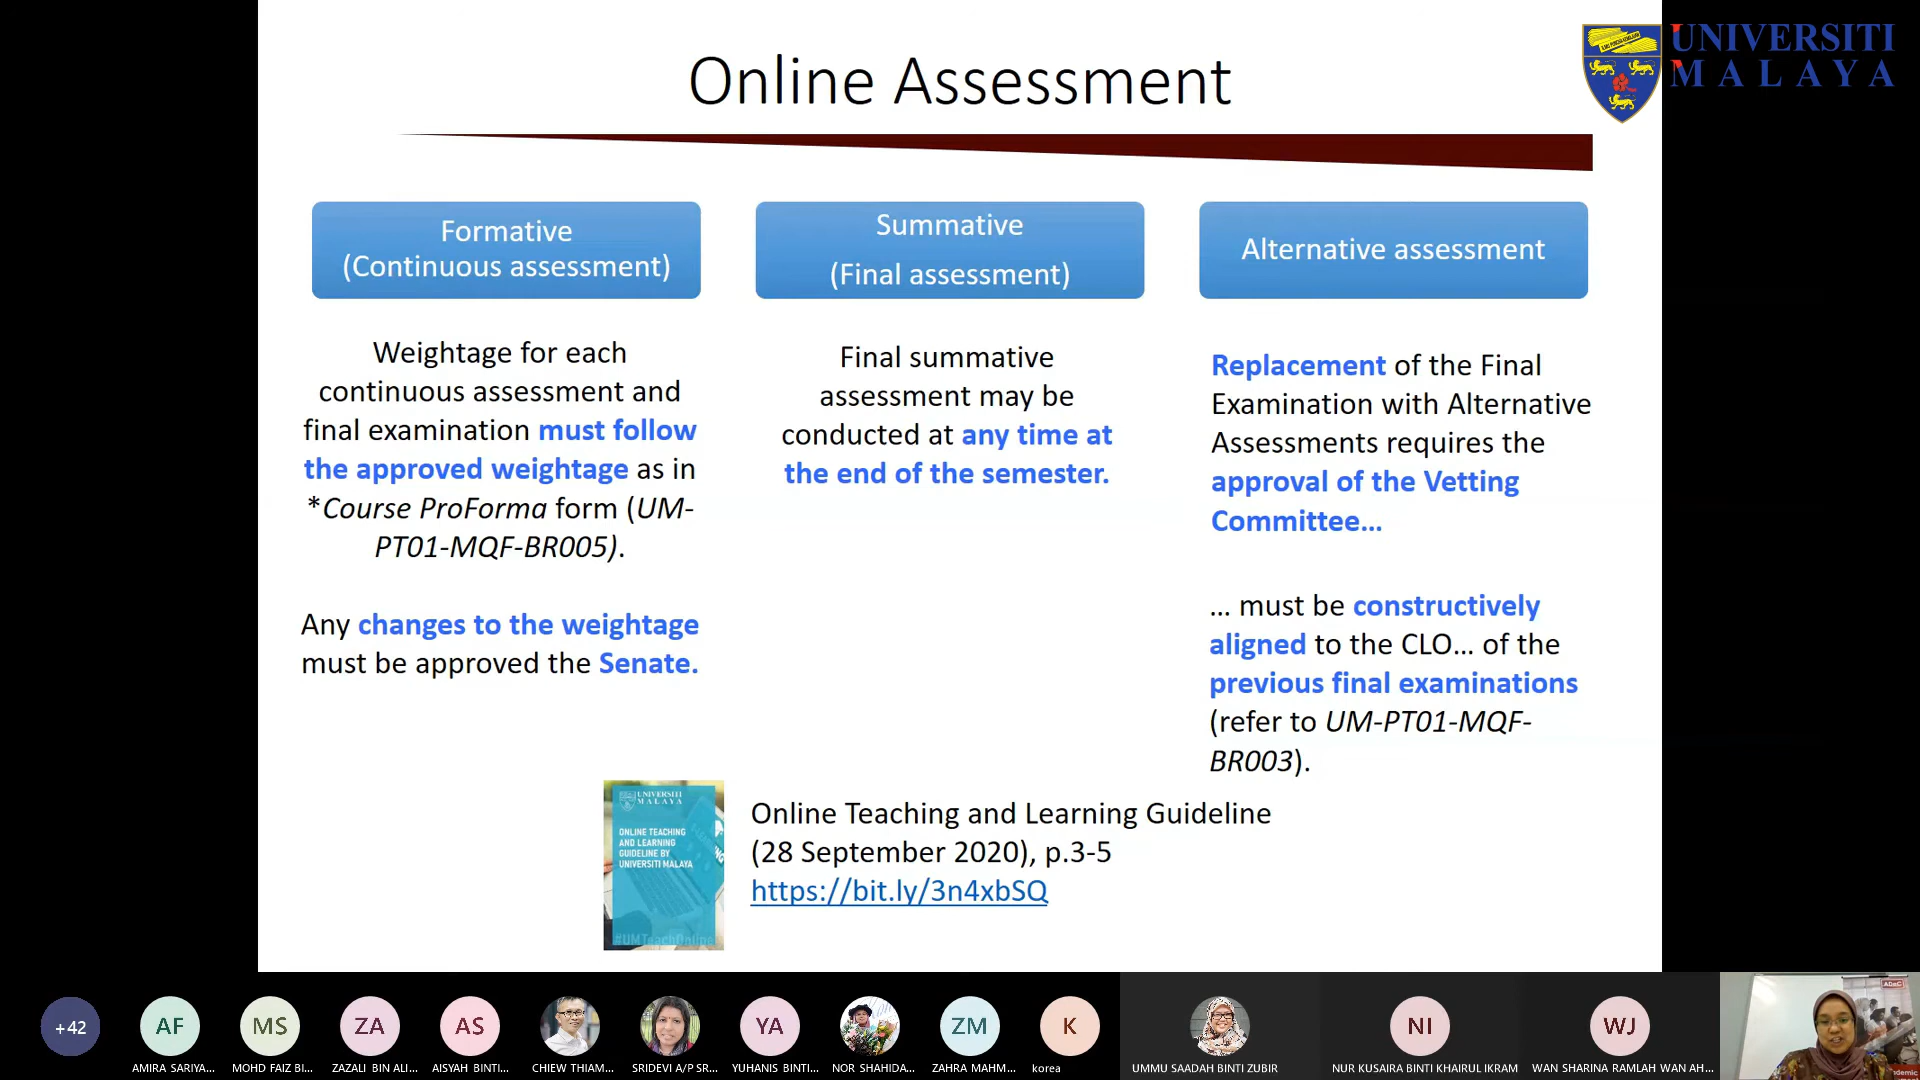 UNIVERSITI
MALAYA
Online Assessment
Formative
(Continuous assessment)
Weightage for each
continuous assessment and
final examination must follow
the approved weightage as in
*Course ProForma form (UM-
PT01-MQF-BR005).
Any changes to the weightage
must be approved the Senate.
Summative
(Final assessment)
Final summative
assessment may be
conducted at any time at
the end of the semester.
Alternative assessment
Replacement of the Final
Examination with Alternative
Assessments requires the
approval of the Vetting
Committee...
... must be constructively
aligned to the CLO... of the
previous final examinations
(refer to UM-PT01-MQF-
BR003).
UNIVERSITI
MALAYA
ONLINE TEACHING
AND LEARNING
GUIDELINE BY
UNIVERSITI MALAYA
#UMTeachOnline
Online Teaching and Learning Guideline
(28 September 2020), p.3-5
https://bit.ly/3n4xbSQ
+42
AF
MS
ZA
AS
YA
ZM
K
NI
WJ
AMIRA SARIYA...
MOHD FAIZ BI...
ZAZALI BIN ALI...
AISYAH BINTI...
CHIEW THIAM...
SRIDEVI A/P SR...
YUHANIS BINTI...
NOR SHAHIDA...
ZAHRA MAHM...
korea
UMMU SAADAH BINTI ZUBIR
NUR KUSAIRA BINTI KHAIRUL IKRAM
WAN SHARINA RAMLAH WAN AH...
ADeC